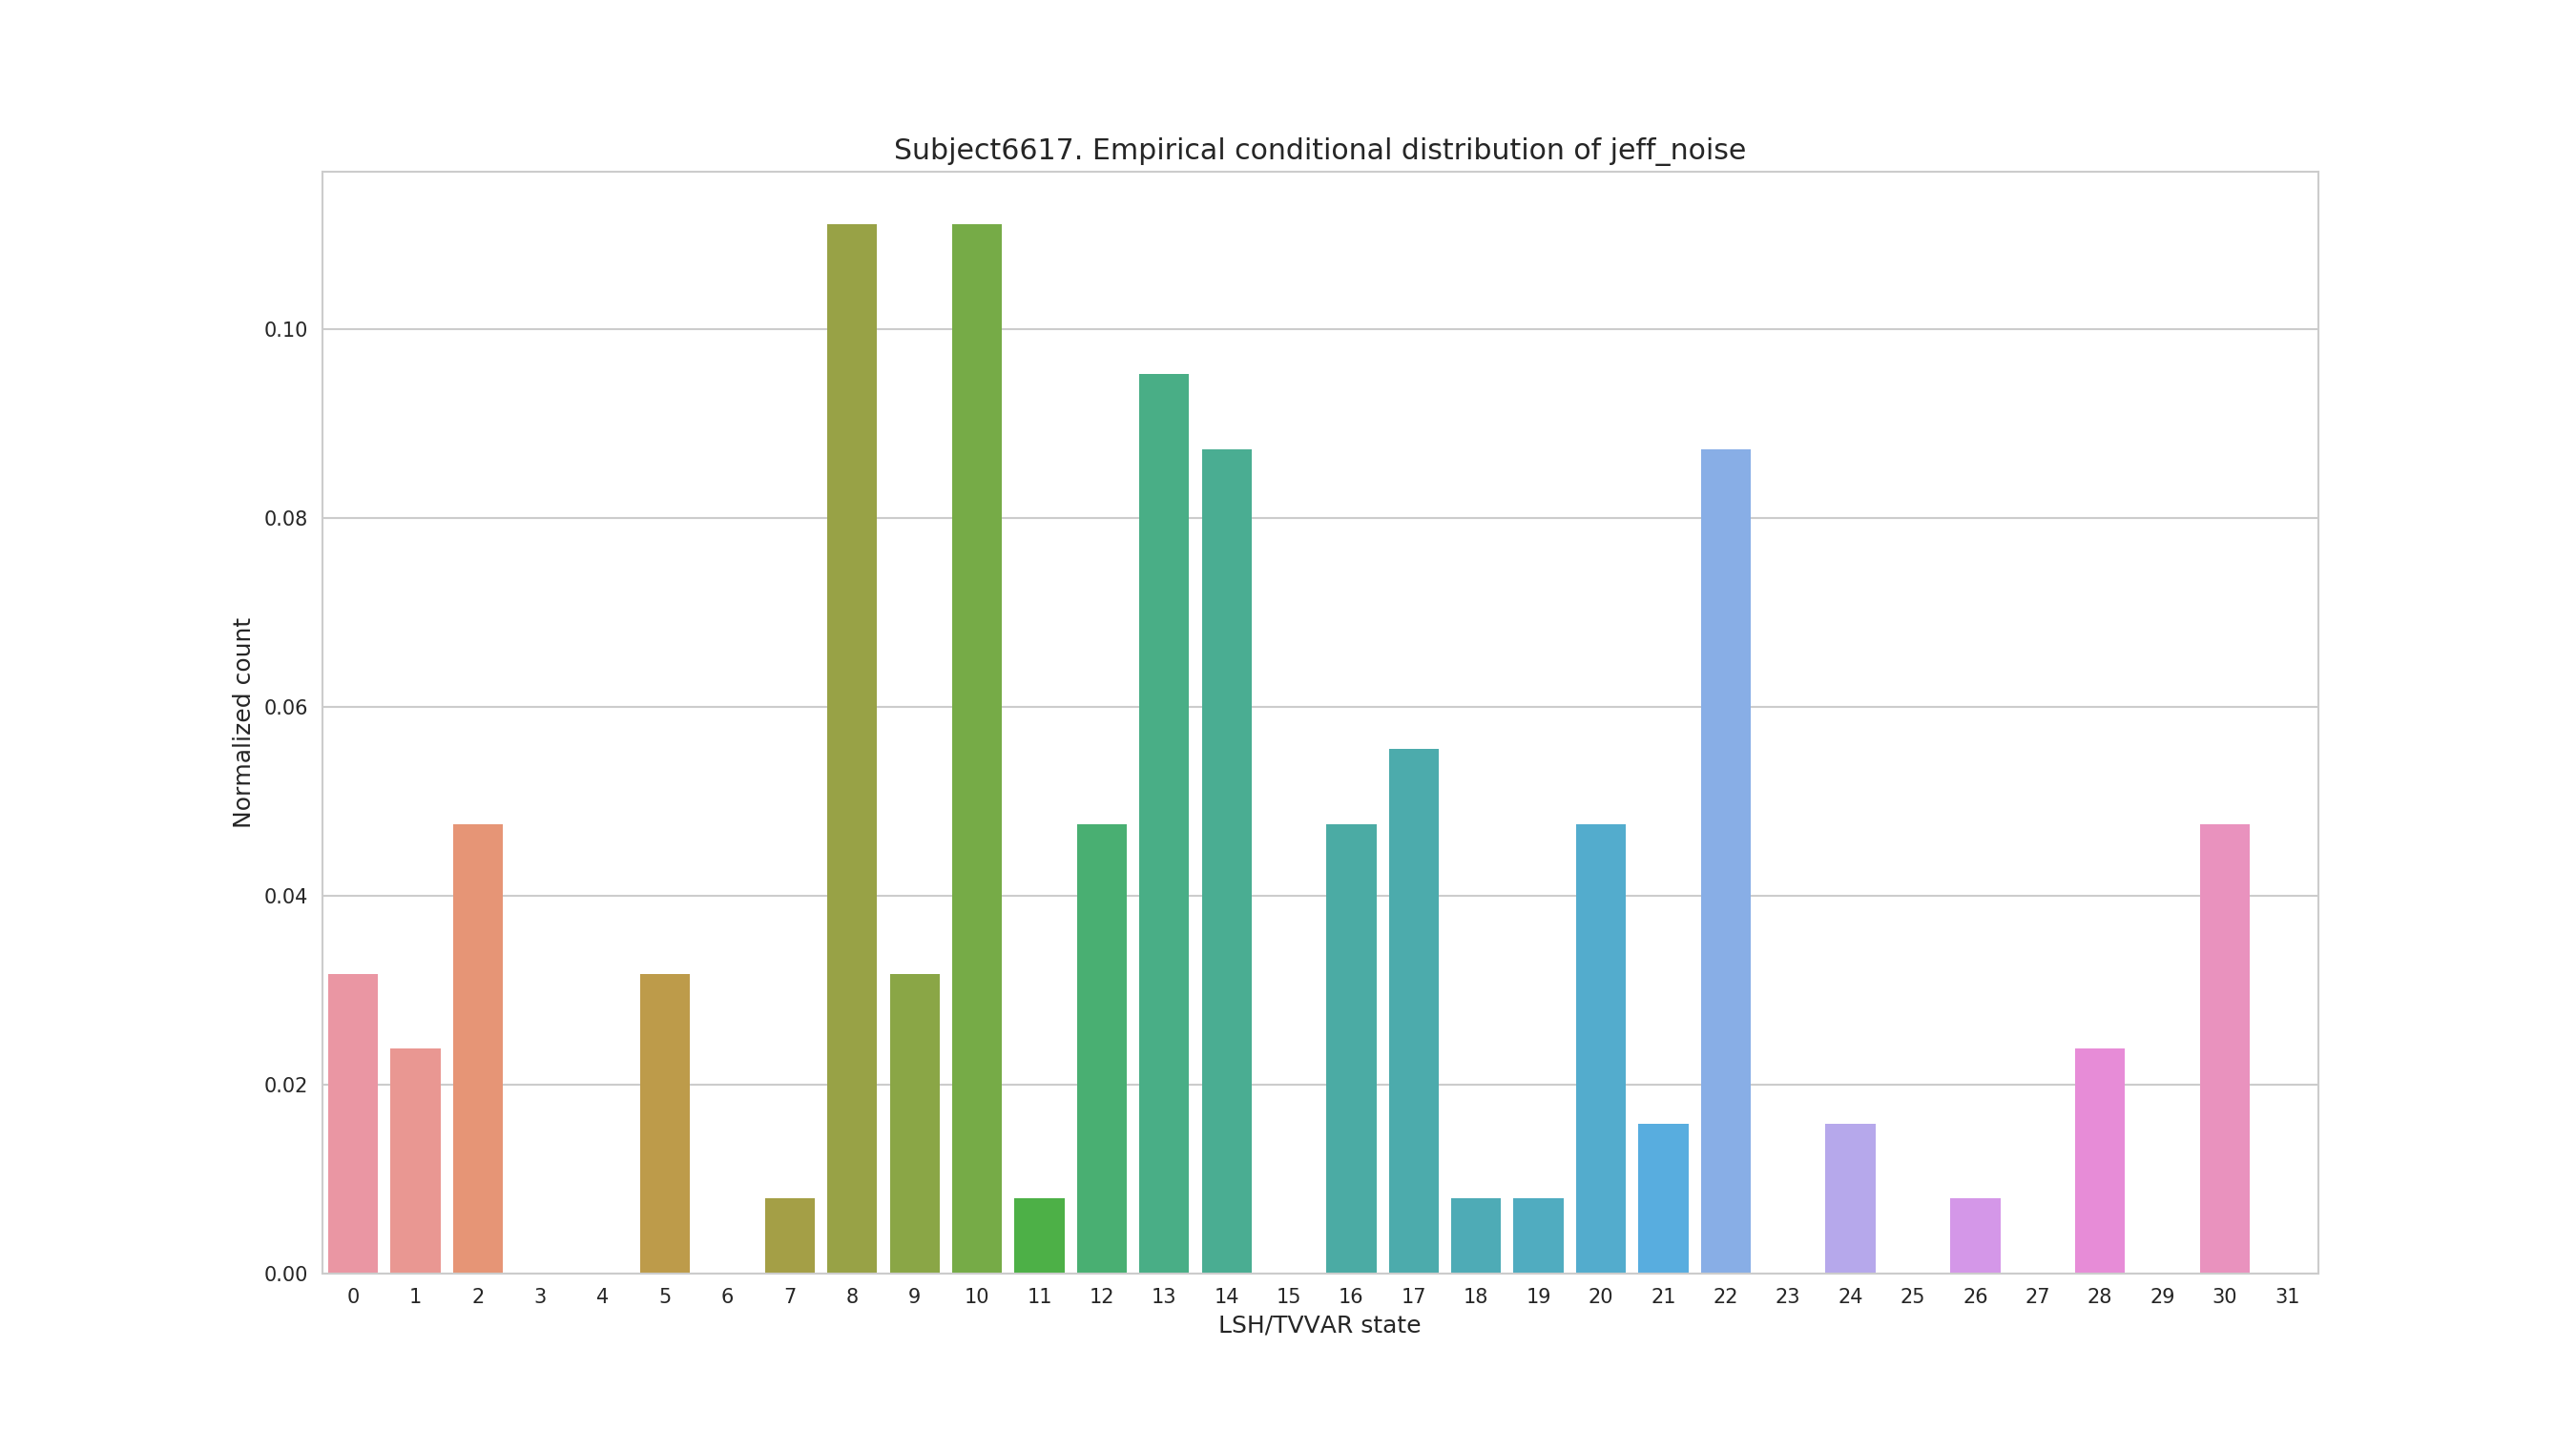 Subject6617. Empirical conditional distribution of jeff_noise
Normalized count
0.10
0.08
0.06
0.04
0.02
0.00
0 1 2 3 4 5 6 7 8 9 10 11 12 13 14 15 16 17 18 19 20 21 22 23 24 25 26 27 28 29 30 31
LSH/TVVAR state